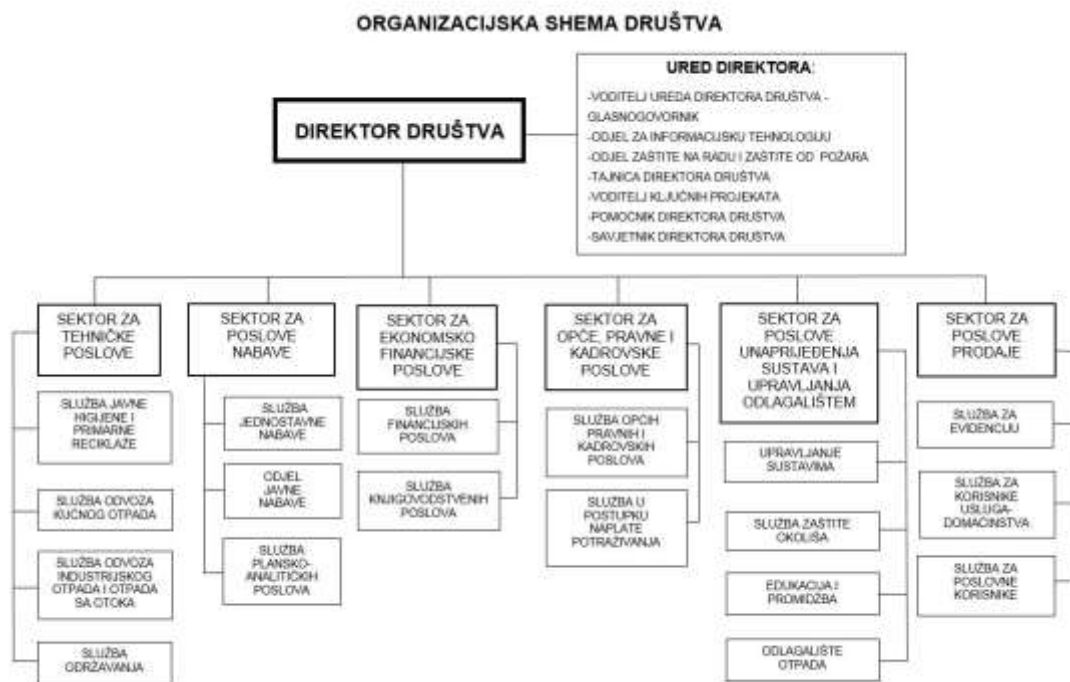 ORGANIZACIJSKA SHEMA DRUŠTVA
DIREKTOR DRUŠTVA
URED DIREKTORA:
-VODITELJ UREDA DIREKTORA DRUŠTVA -
GLASNOGOVORNIK
-ODJEL ZA INFORMACIJSKU TEHNOLOGIJU
-ODJEL ZAŠTITE NA RADU I ZAŠTITE OD POŽARA
-TAJNICA DIREKTORA DRUŠTVA
-VODITELJ KLJUČNIH PROJEKATA
-POMOĆNIK DIREKTORA DRUŠTVA
-SAVJETNIK DIREKTORA DRUŠTVA
SEKTOR ZA
TEHNIČKE
POSLOVE
SLUŽBA JAVNE
HIGIJENE I
PRIMARNE
RECIKLAŽE
SLUŽBA ODVOZA
KUĆNOG OTPADA
SLUŽBA ODVOZA
INDUSTRIJSKOG
OTPADA I OTPADA
SA OTOKA
SLUŽBA
ODRŽAVANJA
SEKTOR ZA
POSLOVE
NABAVE
SLUŽBA
JEDNOSTAVNE
NABAVE
ODJEL
JAVNE
NABAVE
SLUŽBA
PLANSKO-
ANALITIČKIH
POSLOVA
SEKTOR ZA
EKONOMSKO
FINANCIJSKE
POSLOVE
SLUŽBA
FINANCIJSKIH
POSLOVA
SLUŽBA
KNJIGOVODSTVENIH
POSLOVA
SEKTOR ZA
OPĆE, PRAVNE I
KADROVSKE
POSLOVE
SLUŽBA OPĆIH
PRAVNIH I
KADROVSKIH
POSLOVA
SLUŽBA U
POSTUPKU
NAPLATE
POTRAŽIVANJA
SEKTOR ZA
POSLOVE
UNAPRIJEĐENJA
SUSTAVA I
UPRAVLJANJA
ODLAGALIŠTEM
UPRAVLJANJE
SUSTAVIMA
SLUŽBA ZAŠTITE
OKOLIŠA
EDUKACIJA I
PROMIDŽBA
ODLAGALIŠTE
OTPADA
SEKTOR ZA
POSLOVE
PRODAJE
SLUŽBA ZA
EVIDENCIJU
SLUŽBA ZA
KORISNIKE
USLUGA-
DOMAĆINSTVA
SLUŽBA ZA
POSLOVNE
KORISNIKE